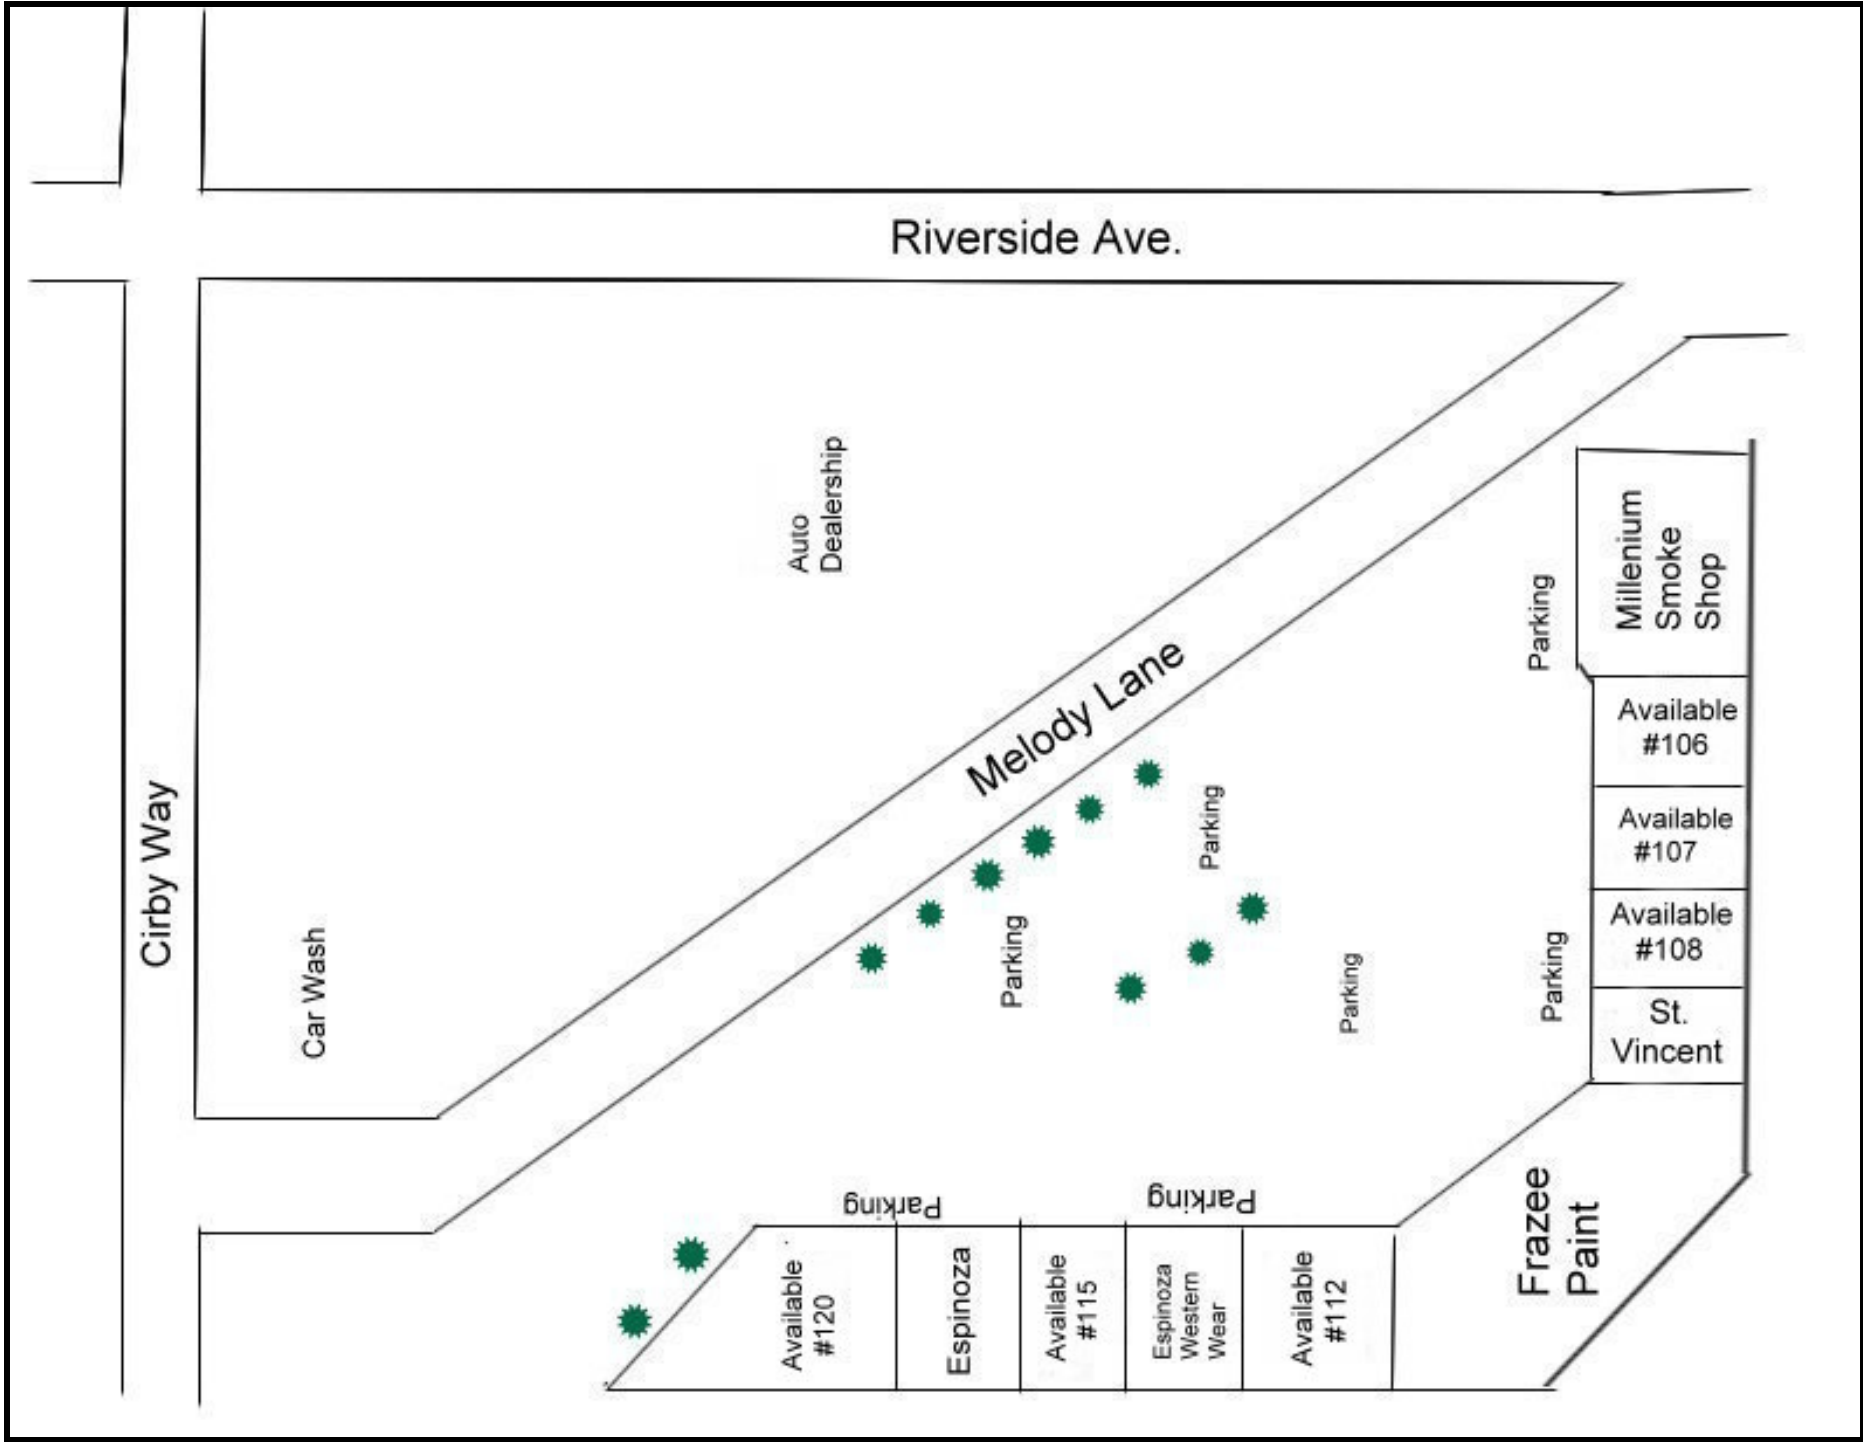 Riverside Ave.
Auto
Dealership
Melody Lane
Cirby Way
Car Wash
Parking
Millenium
Smoke
Shop
Available
#106
Available
#107
Available
#108
St.
Vincent
Parking
Parking
Parking
Parking
Parking
Parking
Available
#120
Espinoza
Available
#115
Espinoza
Western
Wear
Available
#112
Frazee
Paint